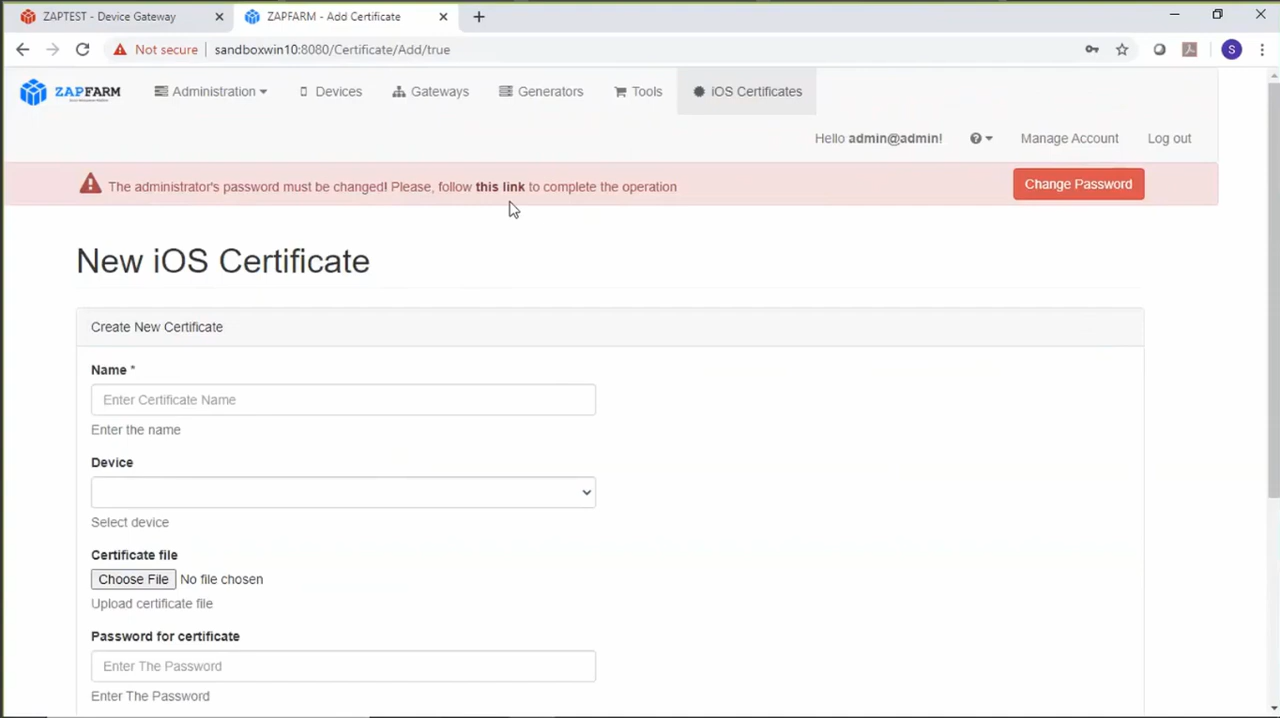 ZAPTEST - Device Gateway
ZAPFARM - Add Certificate
Not secure sandboxwin10:8080/Certificate/Add/true
S
ZAPFARM Administration Devices Gateways Generators Tools iOS Certificates
Hello admin@admin! Manage Account Log out
The administrator's password must be changed! Please, follow this link to complete the operation
Change Password
New iOS Certificate
Create New Certificate
Name *
Enter Certificate Name
Enter the name
Device
Select device
Certificate file
Choose File No file chosen
Upload certificate file
Password for certificate
Enter The Password
Enter The Password